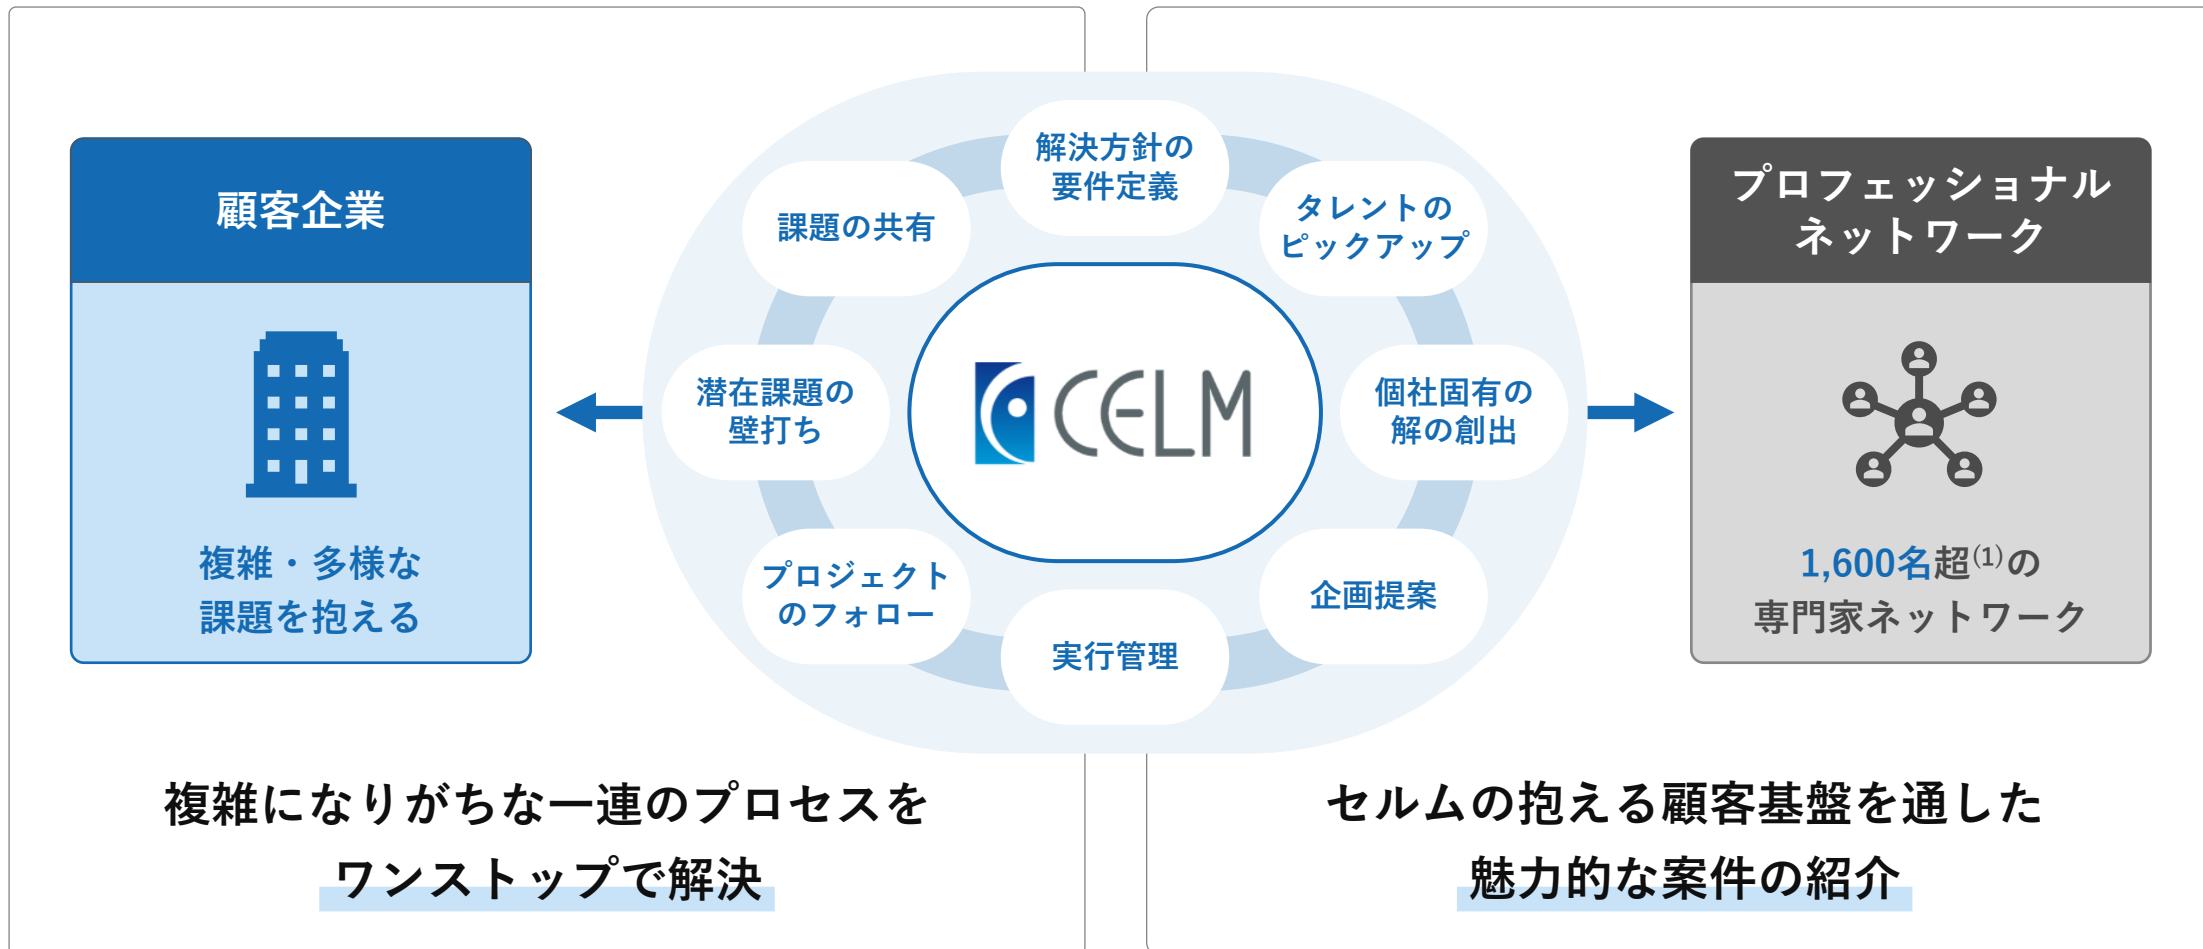 顧客企業
複雑・多様な
課題を抱える
解決方針の
要件定義
課題の共有
タレントの
ピックアップ
潜在課題の
壁打ち
CELM
個社固有の
解の創出
プロジェクト
のフォロー
企画提案
実行管理
プロフェッショナル
ネットワーク
1,600名超(1)の
専門家ネットワーク
複雑になりがちな一連のプロセスを
ワンストップで解決
セルムの抱える顧客基盤を通した
魅力的な案件の紹介